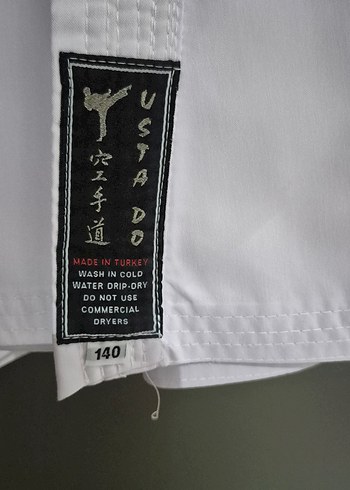 USTA DO
空手道
MADE IN TURKEY
WASH IN COLD
WATER DRIP-DRY
DO NOT USE
COMMERCIAL
DRYERS
140